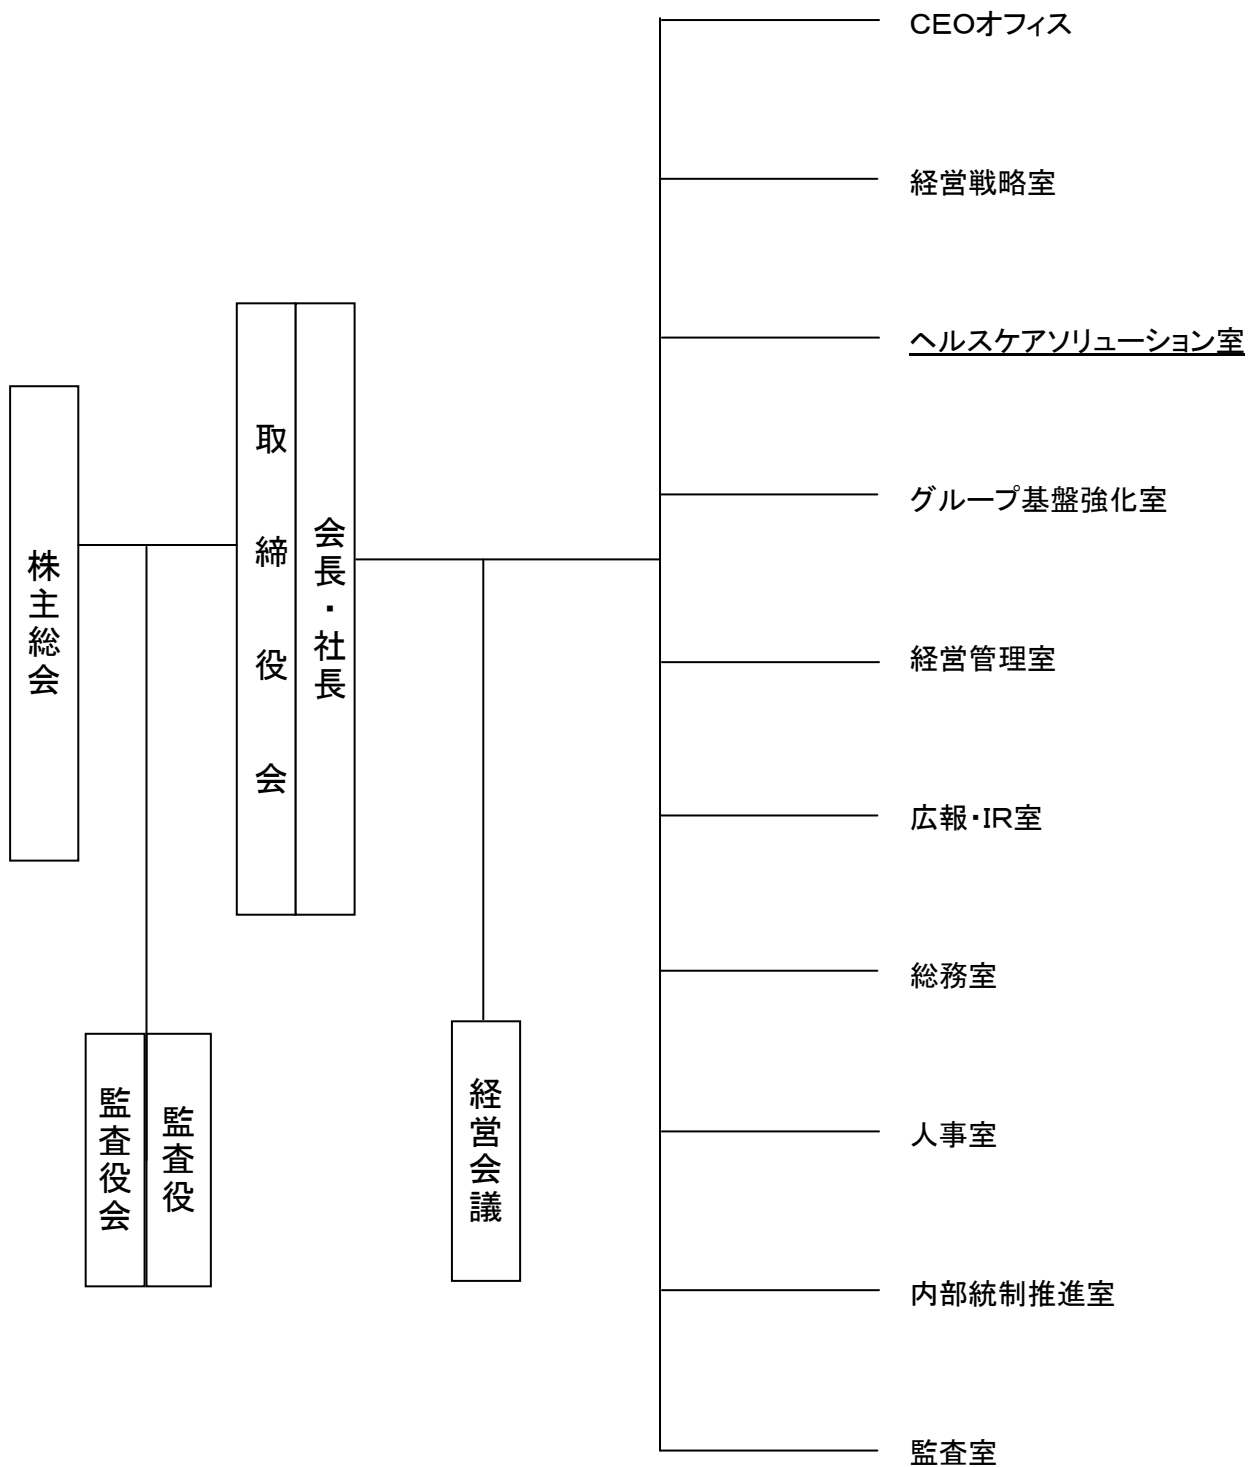 株主総会
取締役会
会長・社長
監査役会
監査役
経営会議
CEOオフィス
経営戦略室
ヘルスケアソリューション室
グループ基盤強化室
経営管理室
広報・IR室
総務室
人事室
内部統制推進室
監査室